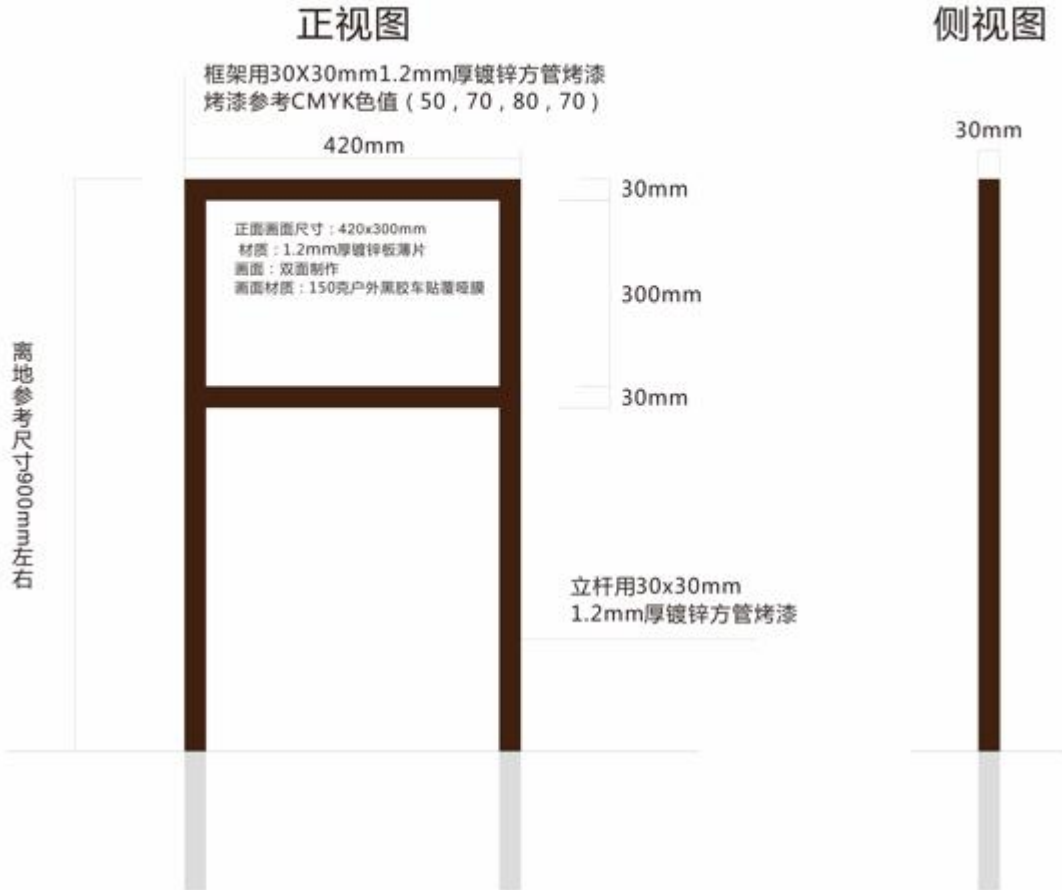 正视图
侧视图
框架用30X30mm1.2mm厚镀锌方管烤漆
烤漆参考CMYK色值（50，70，80，70）
420mm
30mm
30mm
正面画面尺寸：420x300mm
材质：1.2mm厚镀锌板薄片
画面：双面制作
画面材质：150克户外黑胶车贴覆哑膜
300mm
30mm
离地参考尺寸900mm左右
立杆用30x30mm
1.2mm厚镀锌方管烤漆